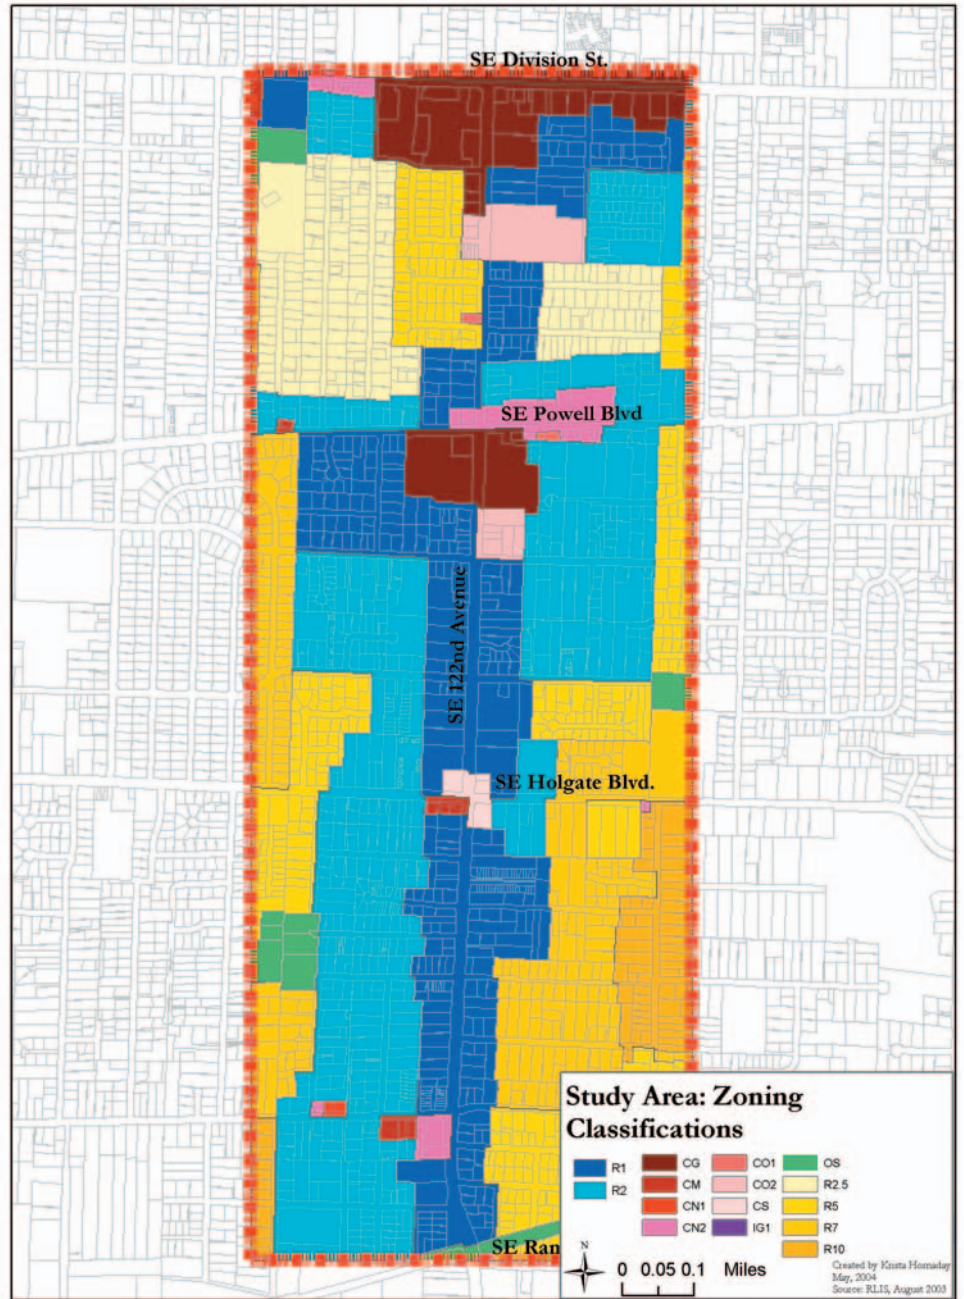 SE Division St.
SE Powell Blvd
SE 122nd Avenue
SE Holgate Blvd.
SE Ran
Study Area: Zoning
Classifications
R1
R2
CG
CM
CN1
CN2
CO1
CO2
CS
IG1
OS
R2.5
R5
R7
R10
N
0 0.05 0.1 Miles
Created by Krista Hornaday
May, 2004
Source: RLIS, August 2003